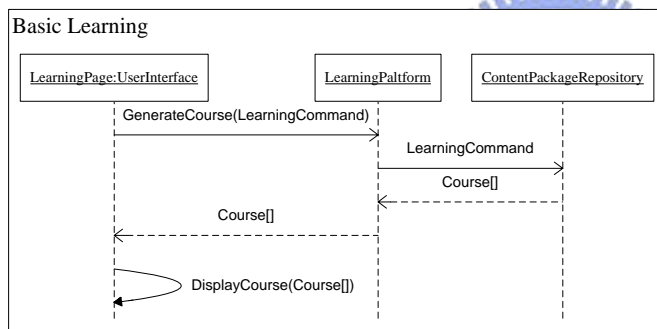 Basic Learning
LearningPage:UserInterface
LearningPaltform
ContentPackageRepository
GenerateCourse(LearningCommand)
LearningCommand
Course[]
Course[]
DisplayCourse(Course[])